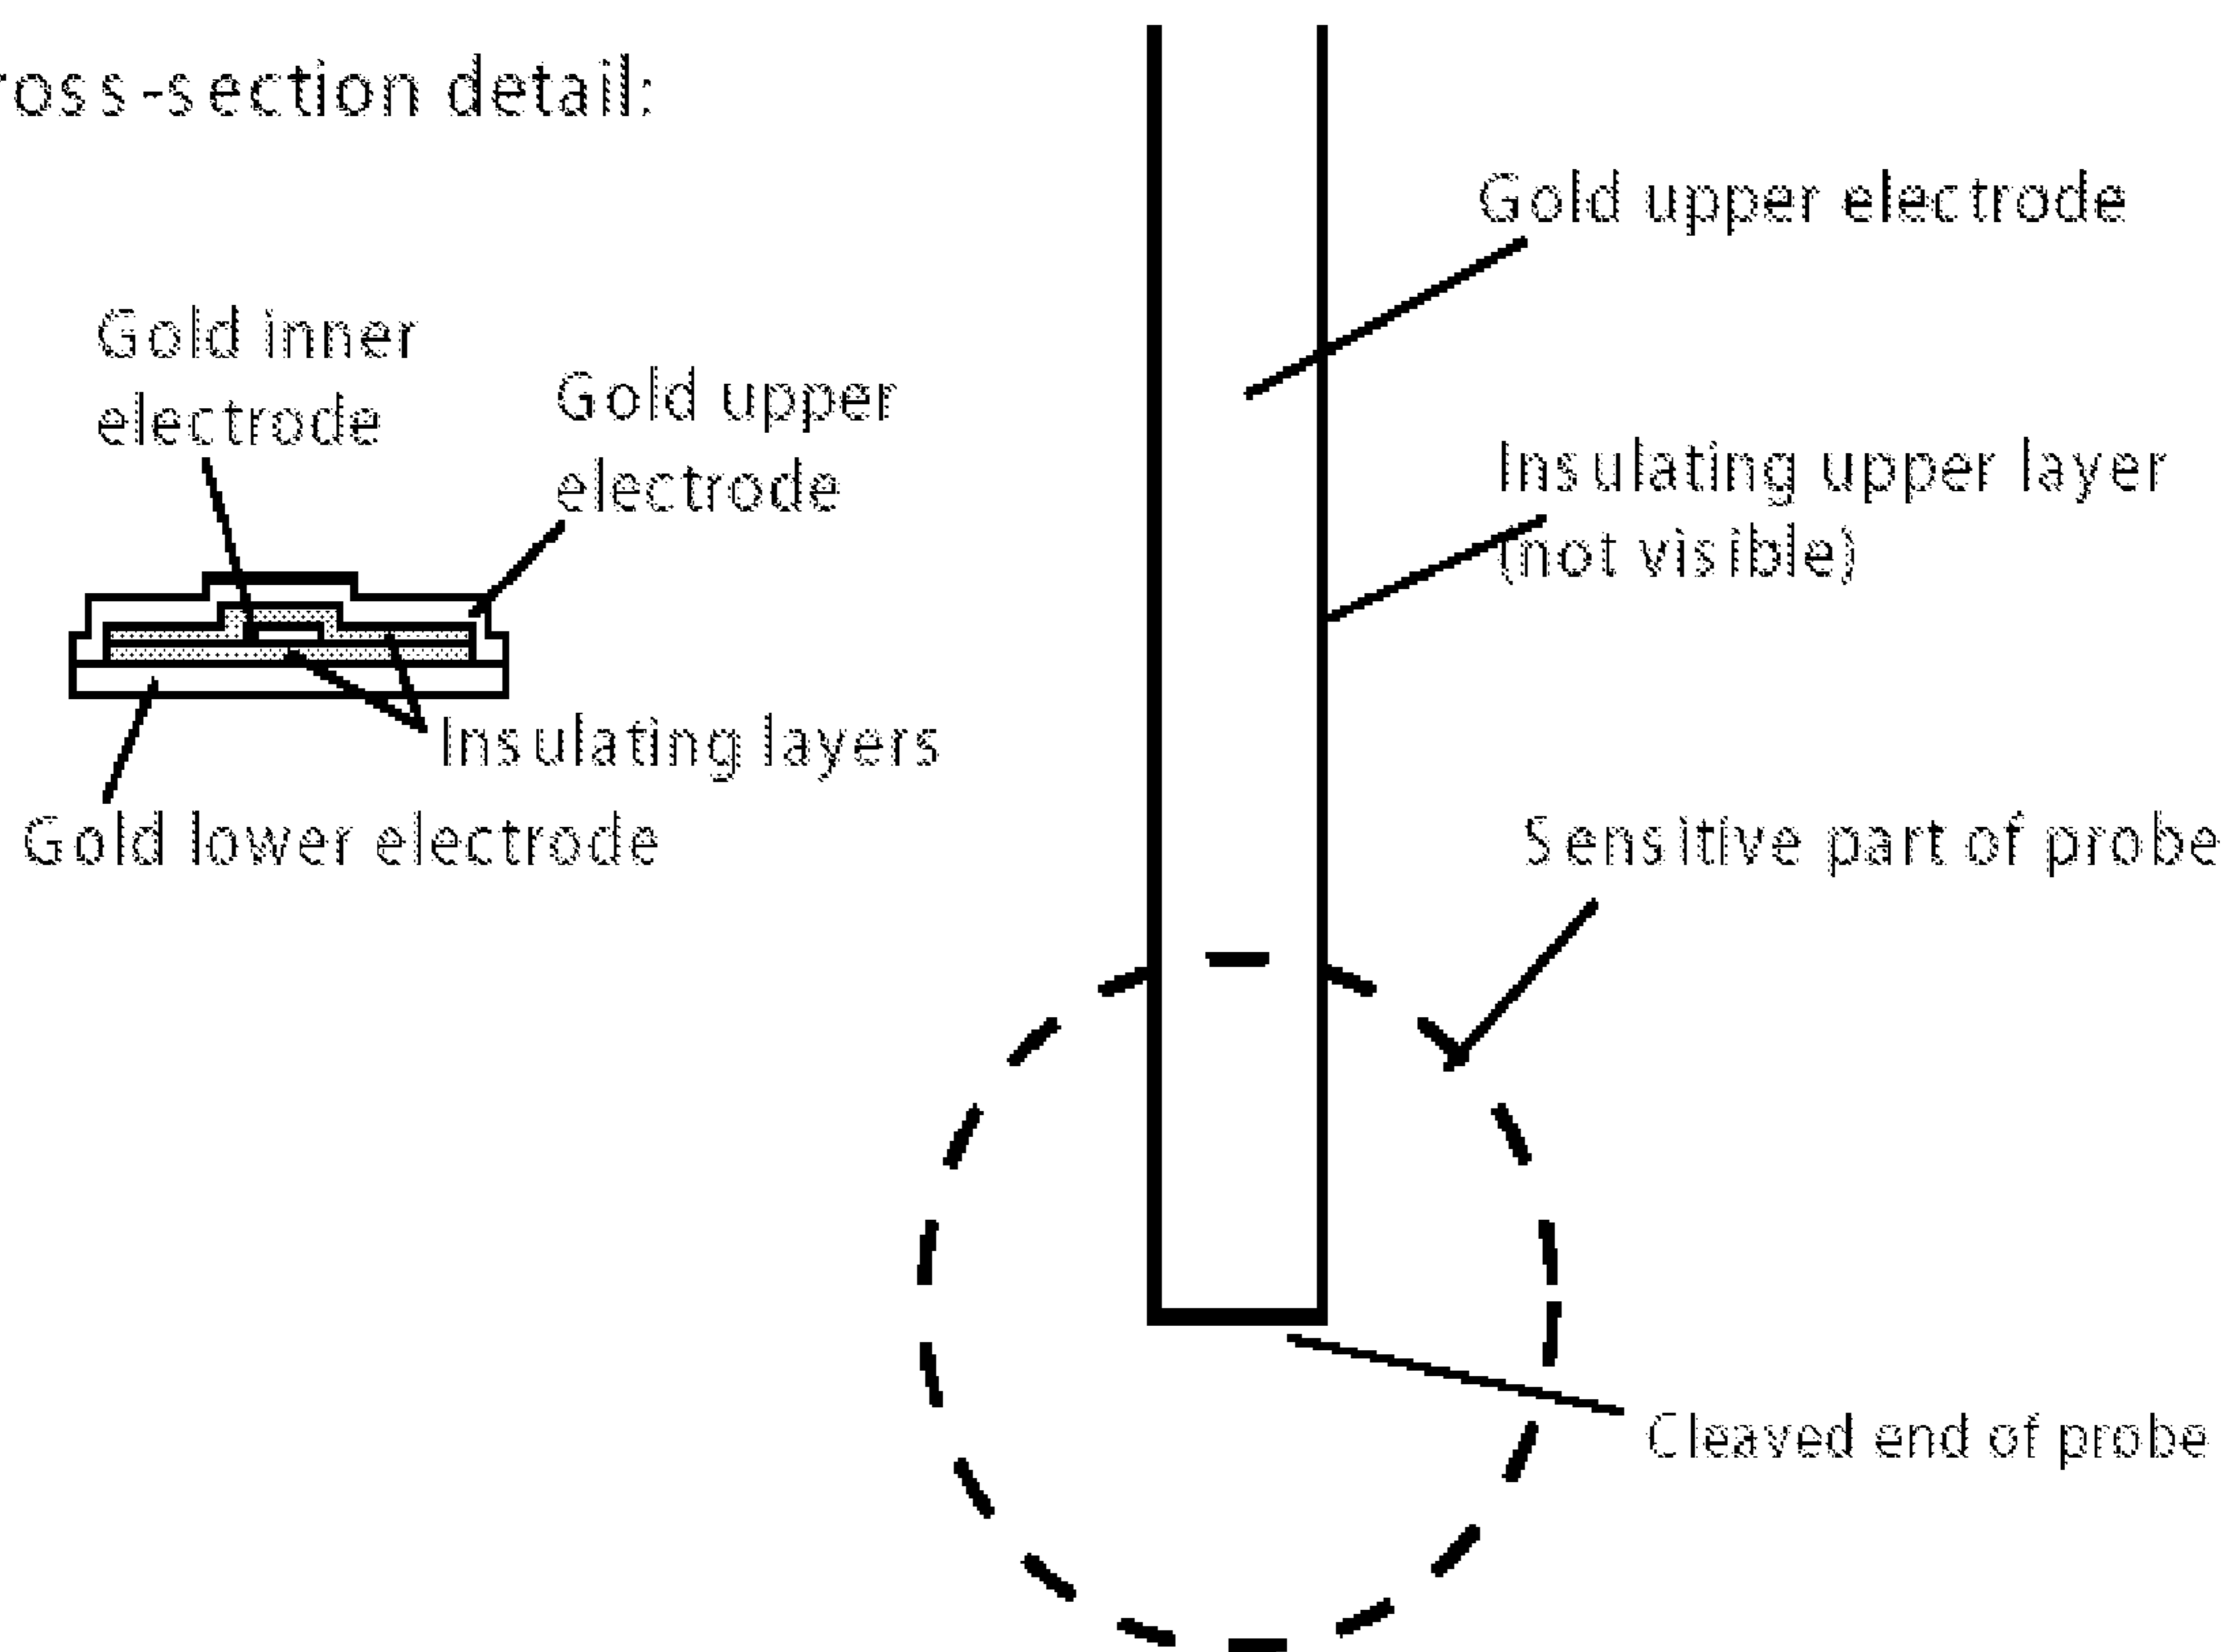 ross-section detail:
Gold inner
electrode
Gold upper
electrode
Insulating layers
Gold lower electrode
Gold upper electrode
Insulating upper layer
(not visible)
Sensitive part of probe
Cleaved end of probe